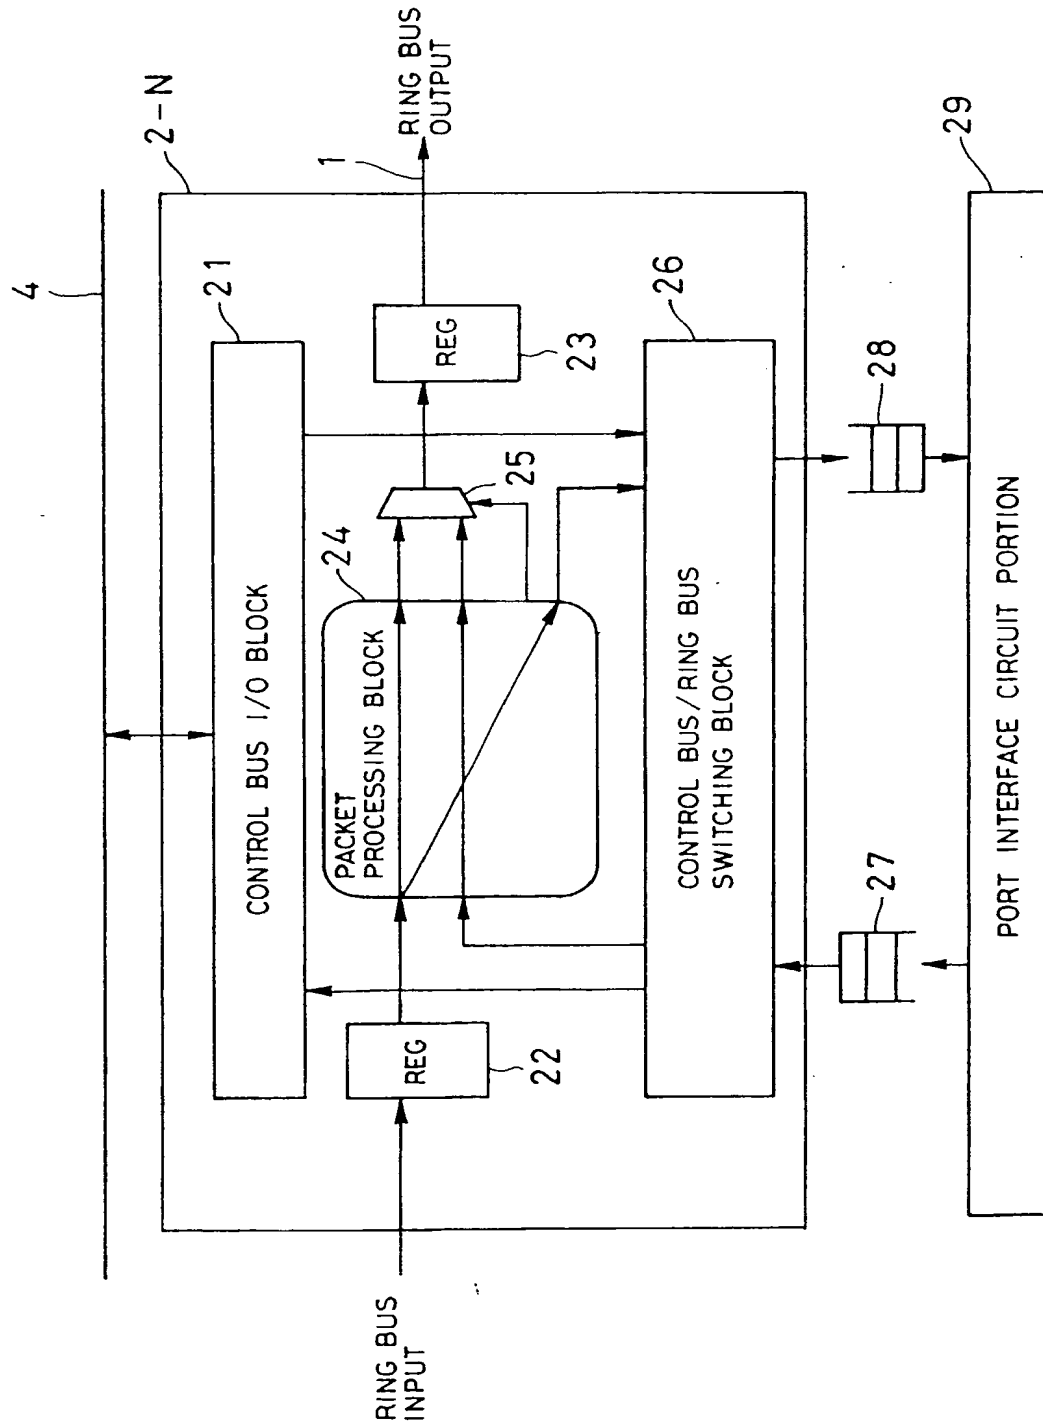 4
2-N
21
CONTROL BUS I/O BLOCK
1
RING BUS
OUTPUT
24
PACKET
PROCESSING BLOCK
REG
23
25
RING BUS
INPUT
REG
22
26
CONTROL BUS/RING BUS
SWITCHING BLOCK
27
28
29
PORT INTERFACE CIRCUIT PORTION